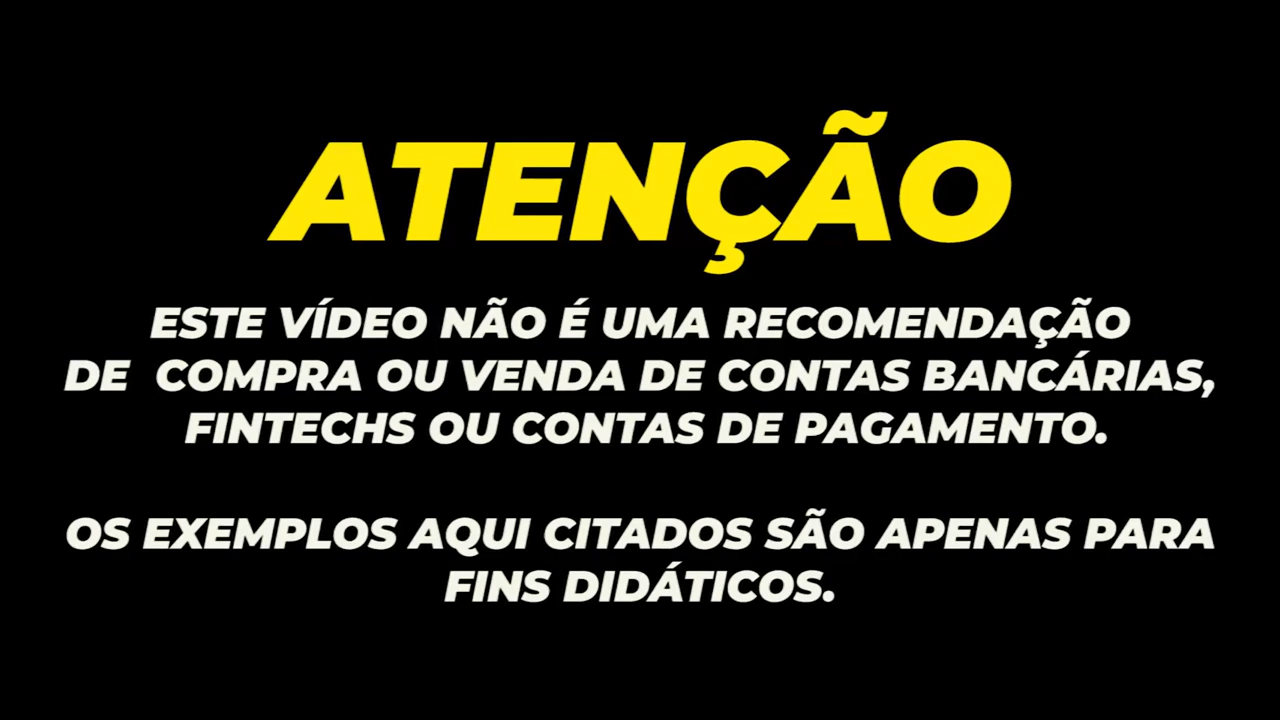 ATENÇÃO
ESTE VÍDEO NÃO É UMA RECOMENDAÇÃO
DE COMPRA OU VENDA DE CONTAS BANCÁRIAS,
FINTECHS OU CONTAS DE PAGAMENTO.
OS EXEMPLOS AQUI CITADOS SÃO APENAS PARA
FINS DIDÁTICOS.